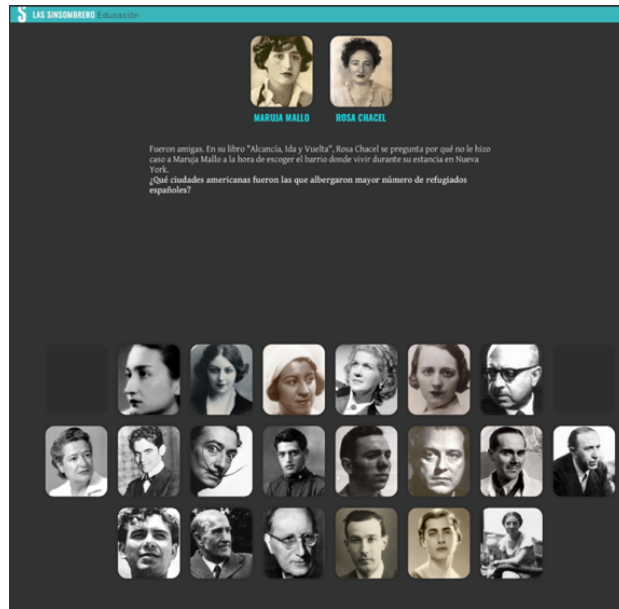 LAS SINSOMBRERO Educación
MARUJA MALLO
ROSA CHACEL
Fueron amigas. En su libro "Alcancía, Ida y Vuelta", Rosa Chacel se pregunta por qué no le hizo
caso a Maruja Mallo a la hora de escoger el barrio donde vivir durante su estancia en Nueva
York.
¿Qué ciudades americanas fueron las que albergaron mayor número de refugiados
españoles?